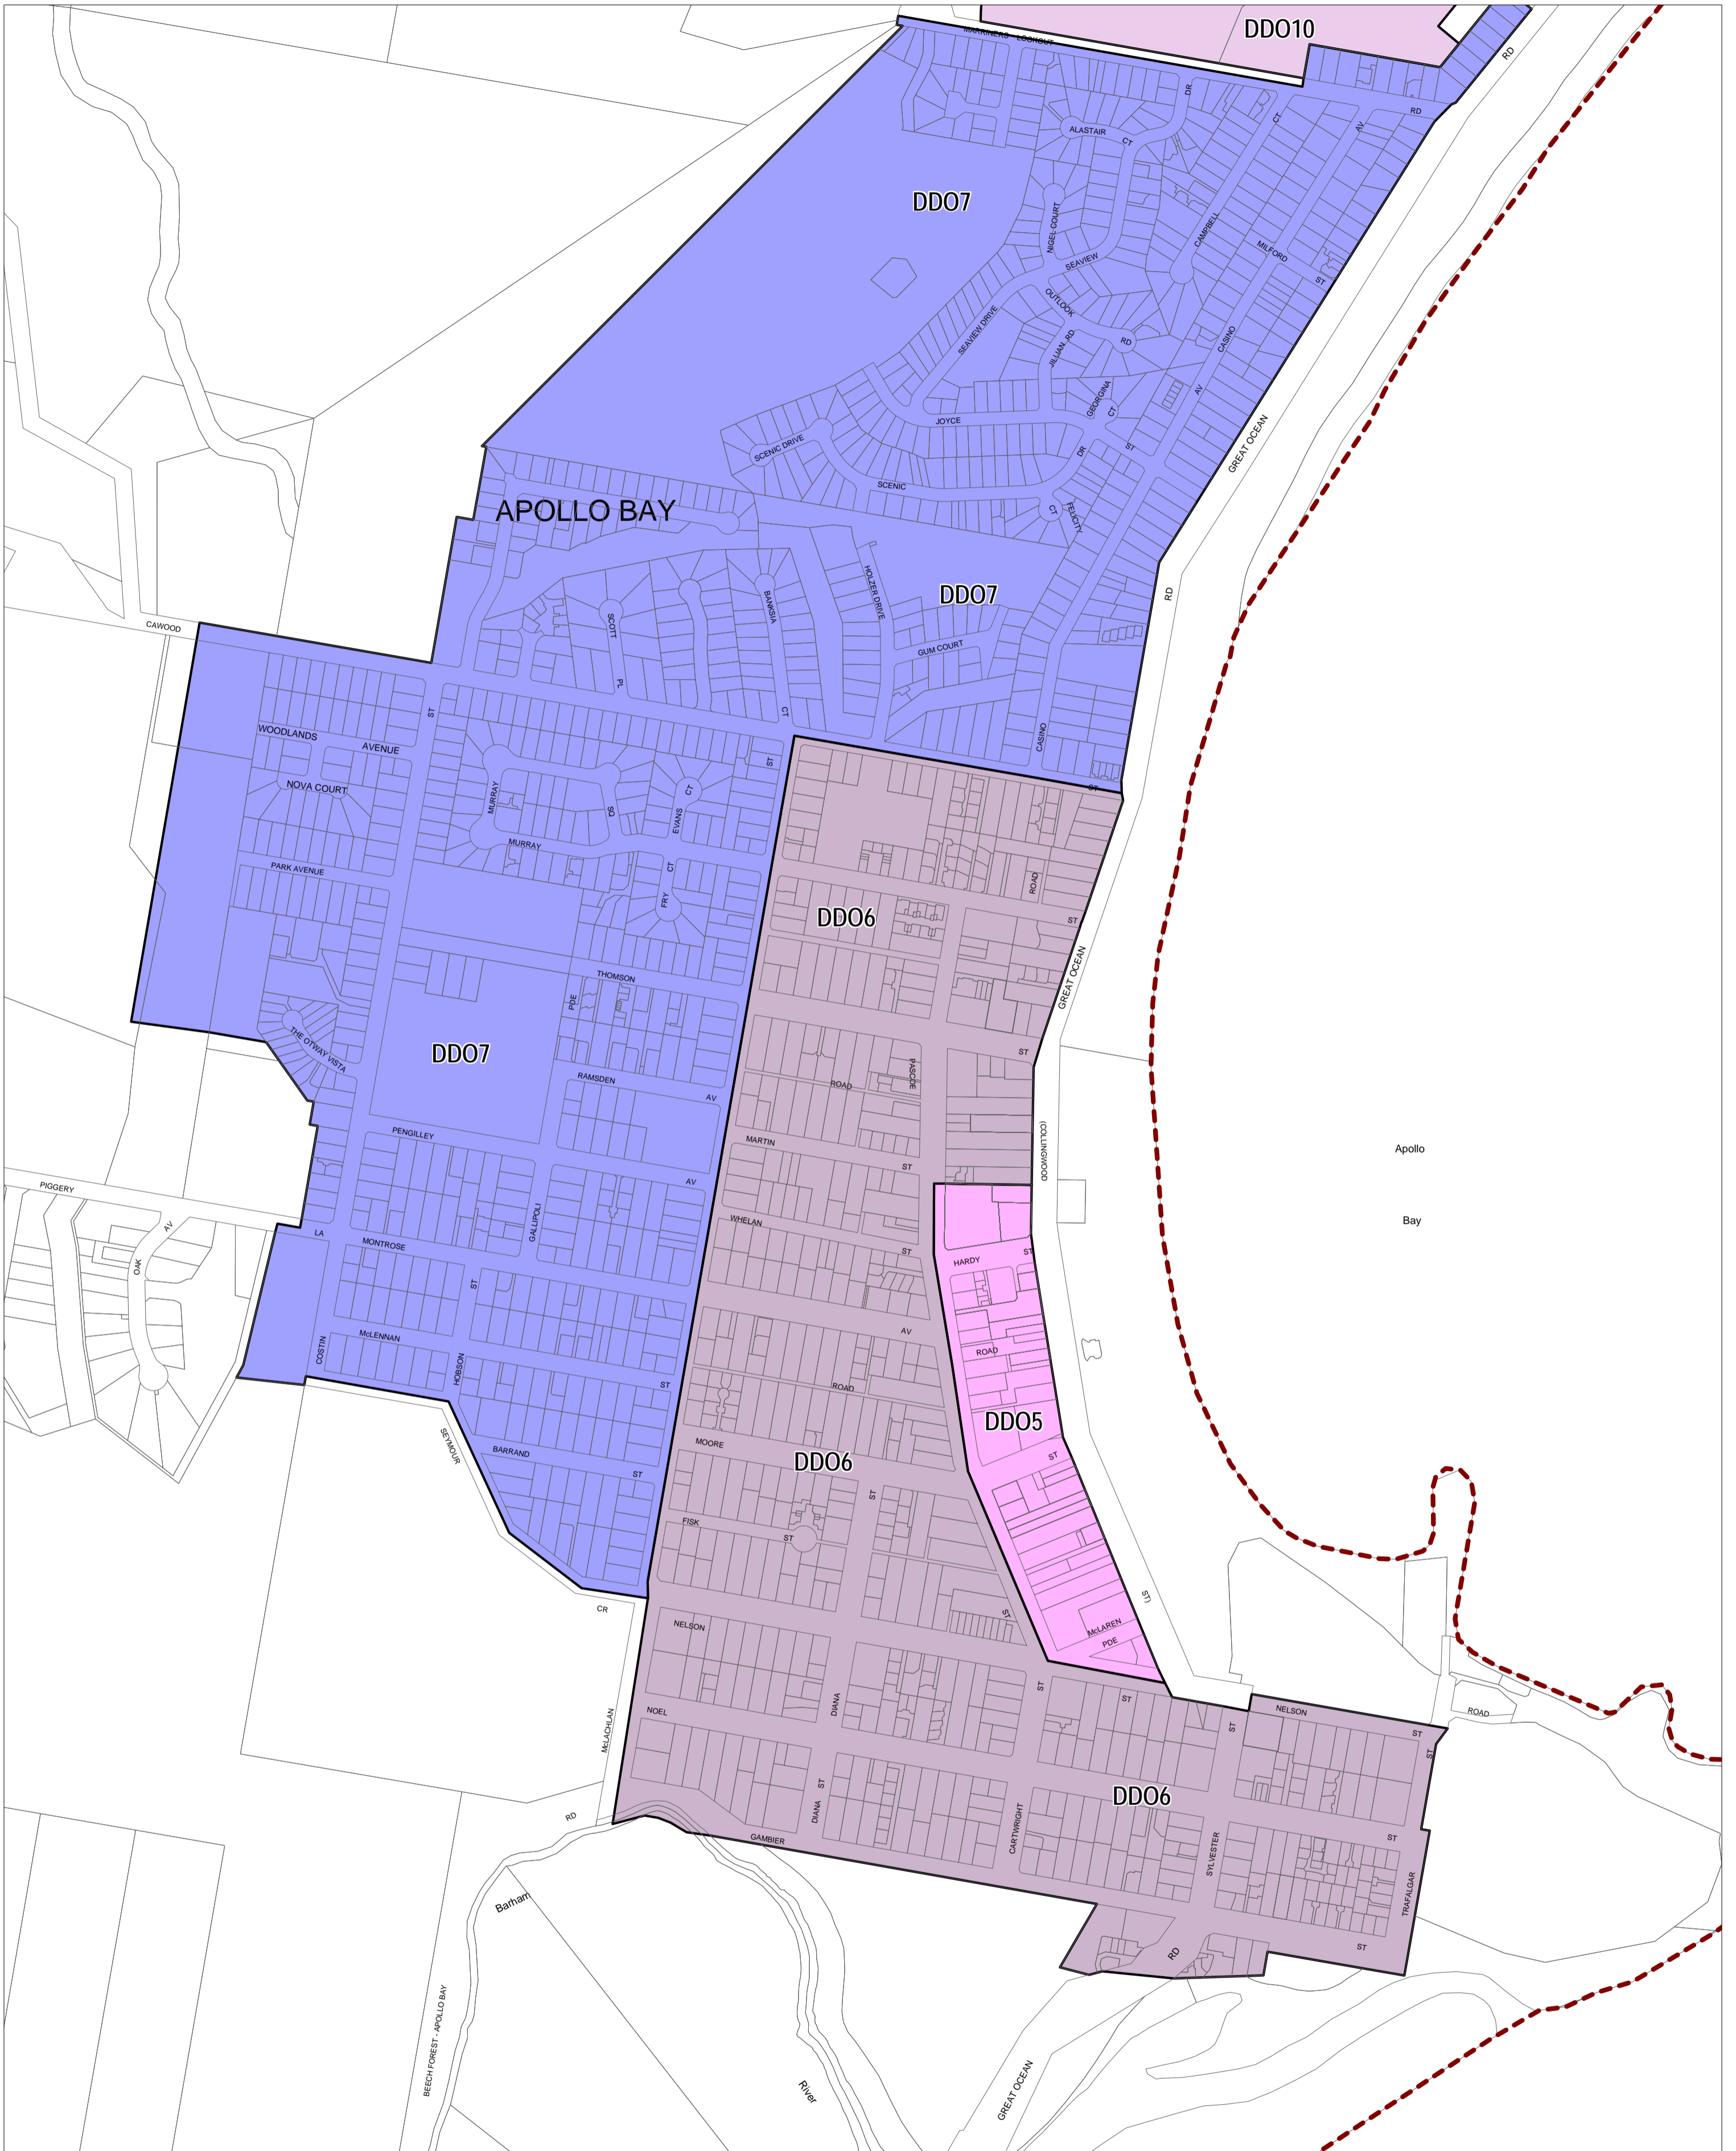 DDO10
MARRINERS LOOKOUT
RD
DR
RD
ALASTAIR
CT
CT
AV
DDO7
NIGEL COURT
CAMPBELL
MILFORD
ST
SEAVIEW
OUTLOOK
SEAVIEW DRIVE
JILLIAN RD
RD
CASINO
GEORGINA
CT
AV
JOYCE
ST
GREAT OCEAN
SCENIC DRIVE
DR
SCENIC
CT
FELICITY
APOLLO BAY
HOLZER DRIVE
DDO7
RD
BANKSIA
SCOTT
CAWOOD
GUM COURT
PL
CT
ST
WOODLANDS
AVENUE
CASINO
ST
NOVA COURT
MURRAY
SQ
EVANS
CT
ST
MURRAY
PARK AVENUE
CT
FRY
ROAD
DDO6
ST
THOMSON
PDE
GREAT OCEAN
THE OTWAY VISTA
DDO7
ST
RAMSDEN
AV
ROAD
PASCOE
PENGILLEY
MARTIN
ST
(COLLINGWOOD
Apollo
PIGGERY
AV
AV
GALLIPOLI
WHELAN
ST
Bay
LA
MONTROSE
HARDY
ST
OAK
ST
McLENNAN
AV
ROAD
COSTIN
HOBSON
ST
ROAD
DDO5
SEYMOUR
BARRAND
ST
MOORE
DDO6
ST
ST
FISK
ST
CR
ST
ST)
NELSON
McLAREN
PDE
NOEL
DIANA
ST
ST
ST
NELSON
ST
ST
ROAD
McLACHLAN
RD
DIANA
ST
GAMBIER
CARTWRIGHT
DDO6
SYLVESTER
ST
TRAFALGAR
Barham
RD
ST
BEECH FOREST - APOLLO BAY
River
GREAT OCEAN